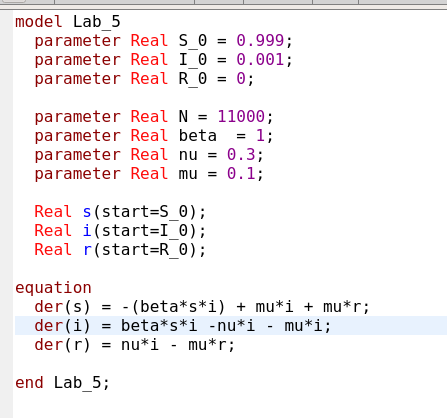 model Lab_5
  parameter Real S_0 = 0.999;
  parameter Real I_0 = 0.001;
  parameter Real R_0 = 0;
  parameter Real N = 11000;
  parameter Real beta  = 1;
  parameter Real nu = 0.3;
  parameter Real mu = 0.1;
  Real s(start=S_0);
  Real i(start=I_0);
  Real r(start=R_0);
equation
  der(s) = -(beta*s*i) + mu*i + mu*r;
  der(i) = beta*s*i -nu*i - mu*i;
  der(r) = nu*i - mu*r;
end Lab_5;